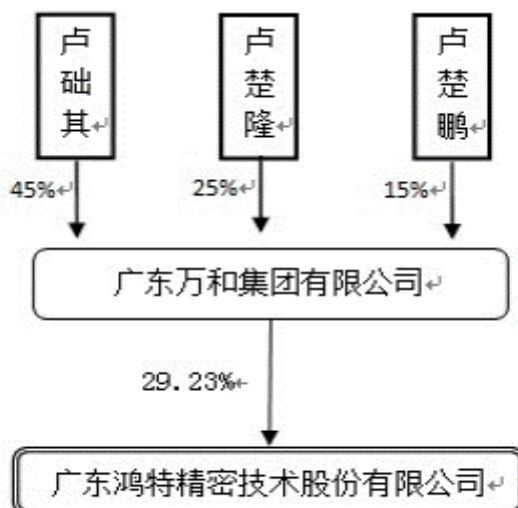 卢础其
卢楚隆
卢楚鹏
45%
25%
15%
广东万和集团有限公司
29.23%
广东鸿特精密技术股份有限公司